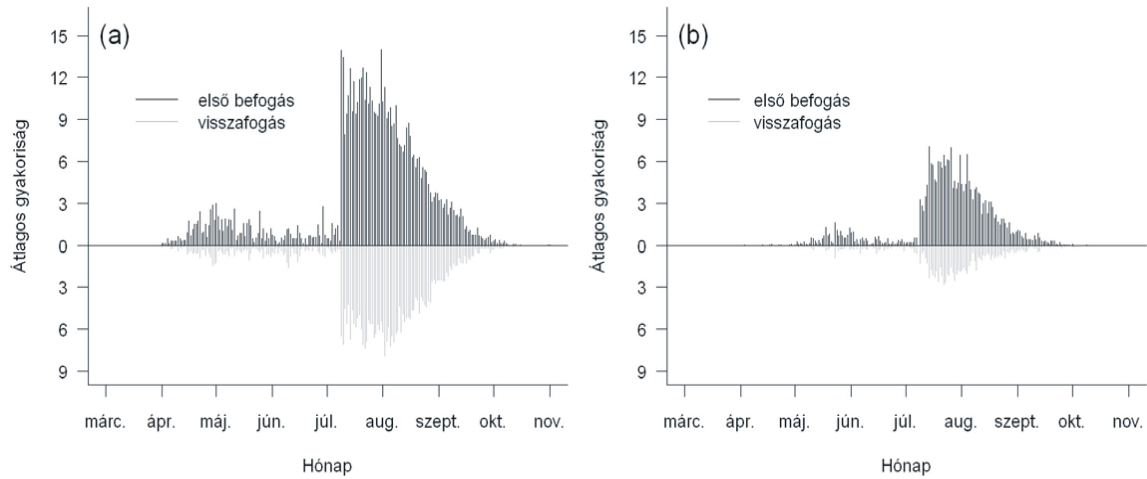 (a)
15
12
9
6
3
0
3
6
9
Átlagos gyakoriság
első befogás
visszafogás
márc. ápr. máj. jún. júl. aug. szept. okt. nov.
Hónap
(b)
15
12
9
6
3
0
3
6
9
Átlagos gyakoriság
első befogás
visszafogás
márc. ápr. máj. jún. júl. aug. szept. okt. nov.
Hónap